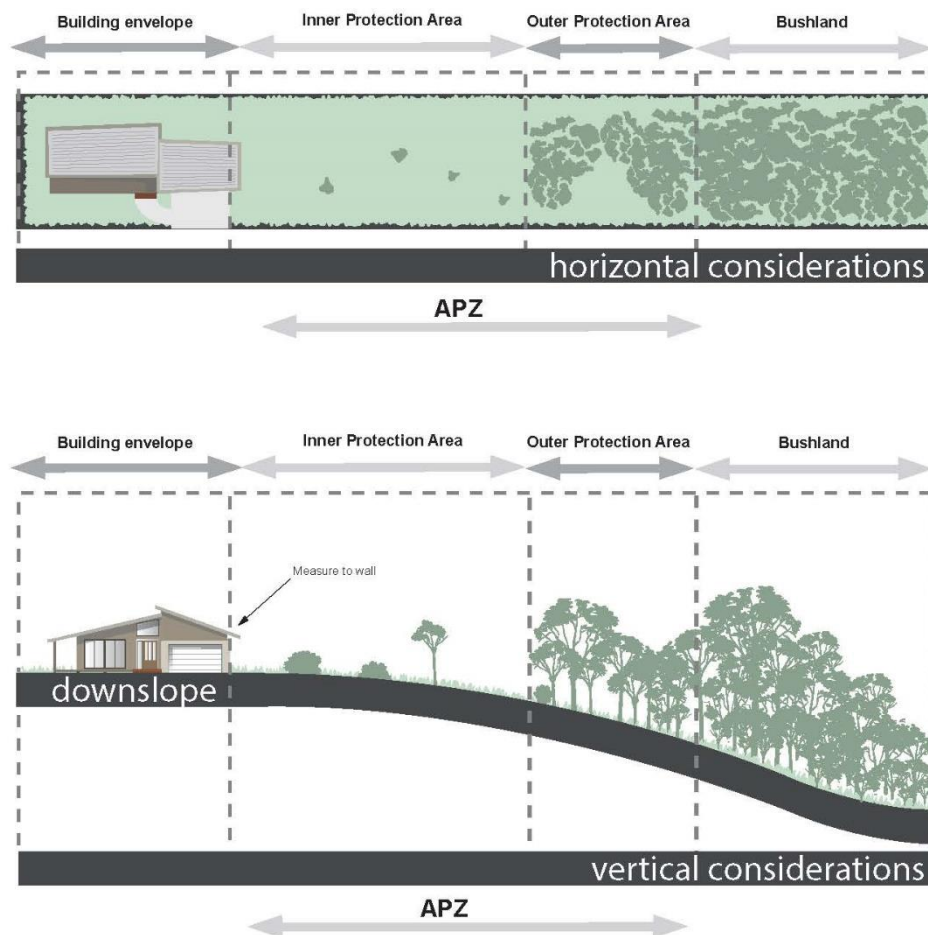 Building envelope
Inner Protection Area
Outer Protection Area
Bushland
horizontal considerations
APZ
Building envelope
Inner Protection Area
Outer Protection Area
Bushland
Measure to wall
downslope
vertical considerations
APZ